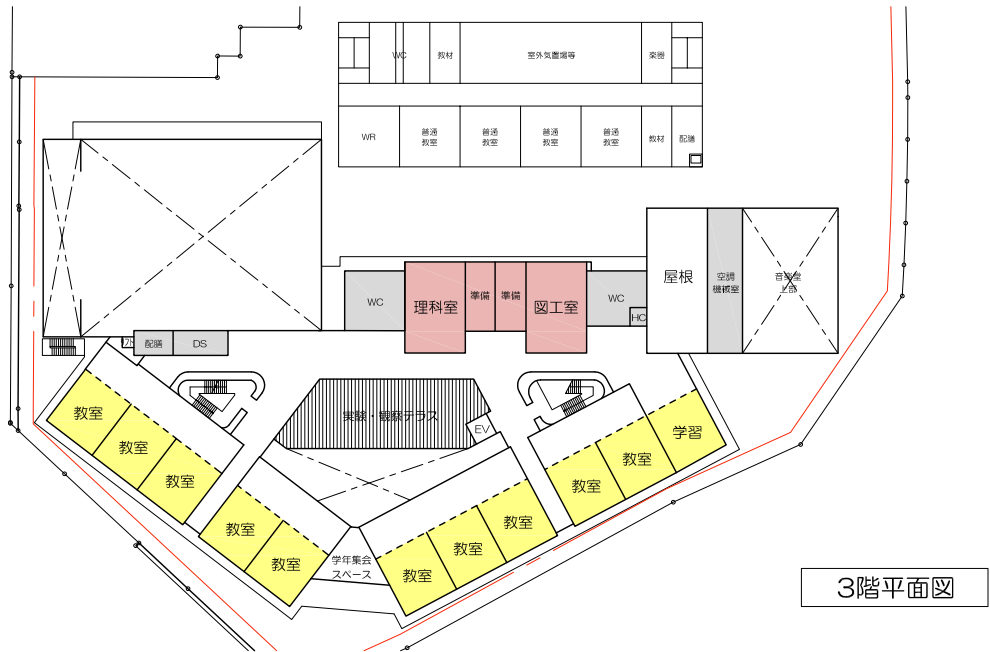 WC
教材
室外気置場等
楽器
WR
普通
教室
普通
教室
普通
教室
普通
教室
教材
配膳
WC
理科室
準備
準備
図工室
WC
HC
屋根
空調
機械室
音楽堂
上部
配膳
DS
教室
教室
教室
実験・観察テラス
EV
教室
教室
学年集会
スペース
教室
教室
教室
教室
教室
学習
3階平面図